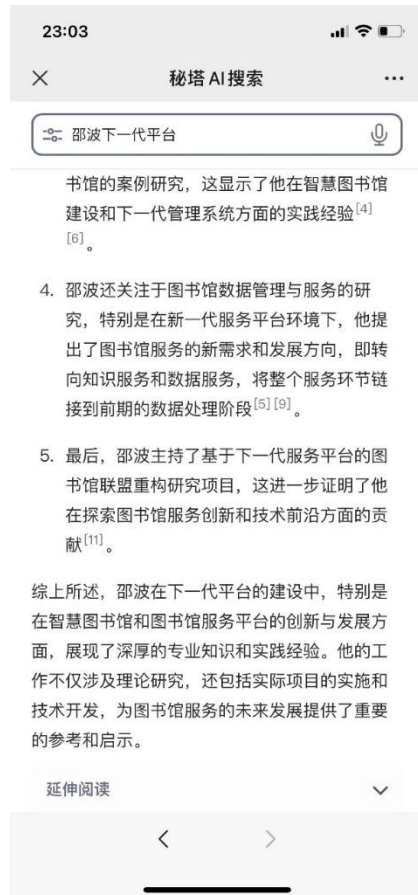 23:03
秘塔 AI 搜索
邵波下一代平台
书馆的案例研究，这显示了他在智慧图书馆
建设和下一代管理系统方面的实践经验[4]
[6]。
4. 邵波还关注于图书馆数据管理与服务的研
究，特别是在新一代服务平台环境下，他提
出了图书馆服务的新需求和发展方向，即转
向知识服务和数据服务，将整个服务环节链
接到前期的数据处理阶段[5][9]。
5. 最后，邵波主持了基于下一代服务平台的图
书馆联盟重构研究项目，这进一步证明了他
在探索图书馆服务创新和技术前沿方面的贡
献[11]。
综上所述，邵波在下一代平台的建设中，特别是
在智慧图书馆和图书馆服务平台的创新与发展方
面，展现了深厚的专业知识和实践经验。他的工
作不仅涉及理论研究，还包括实际项目的实施和
技术开发，为图书馆服务的未来发展提供了重要
的参考和启示。
延伸阅读